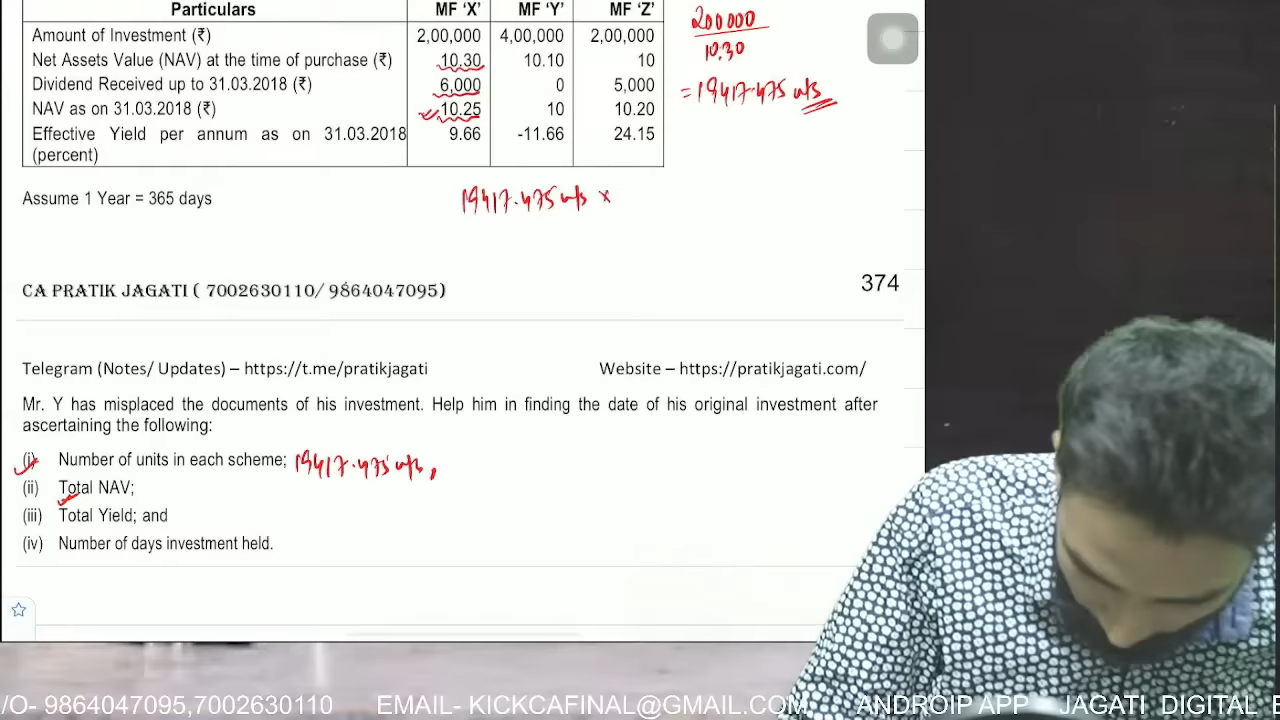 Particulars MF ‘X’ MF ‘Y’ MF ‘Z’
Amount of Investment (₹) 2,00,000 4,00,000 2,00,000
Net Assets Value (NAV) at the time of purchase (₹) 10.30 10.10 10
Dividend Received up to 31.03.2018 (₹) 6,000 0 5,000
NAV as on 31.03.2018 (₹) 10.25 10 10.20
Effective Yield per annum as on 31.03.2018 9.66 -11.66 24.15
(percent)
200000
10.30
= 19417.475 uts
Assume 1 Year = 365 days
19417.475 uts ×
CA PRATIK JAGATI ( 7002630110/ 9864047095)
374
Telegram (Notes/ Updates) – https://t.me/pratikjagati Website – https://pratikjagati.com/
Mr. Y has misplaced the documents of his investment. Help him in finding the date of his original investment after
ascertaining the following:
(i) Number of units in each scheme; 19417.475 uts,
(ii) Total NAV;
(iii) Total Yield; and
(iv) Number of days investment held.
/O- 9864047095,7002630110 EMAIL- KICKCAFINAL@GMAIL.COM ANDROIP APP - JAGATI DIGITAL E